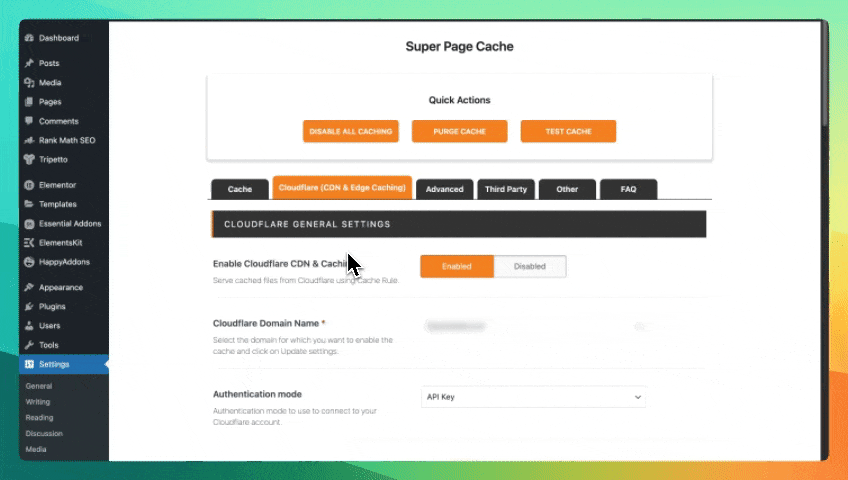 Dashboard
Posts
Media
Pages
Comments
Rank Math SEO
Tripetto
Elementor
Templates
Essential Addons
ElementsKit
HappyAddons
Appearance
Plugins
Users
Tools
Settings
General
Writing
Reading
Discussion
Media
Super Page Cache
Quick Actions
DISABLE ALL CACHING
PURGE CACHE
TEST CACHE
Cache
Cloudflare (CDN & Edge Caching)
Advanced
Third Party
Other
FAQ
CLOUDFLARE GENERAL SETTINGS
Enable Cloudflare CDN & Caching
Serve cached files from Cloudflare using Cache Rule.
Enabled
Disabled
Cloudflare Domain Name *
Select the domain for which you want to enable the
cache and click on Update settings.
Authentication mode
Authentication mode to use to connect to your
Cloudflare account.
API Key